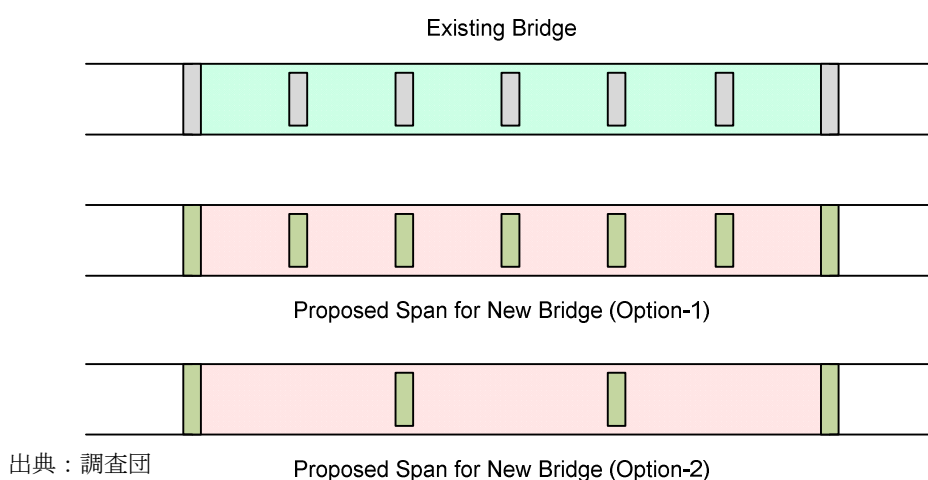 Existing Bridge
Proposed Span for New Bridge (Option-1)
出典：調査団
Proposed Span for New Bridge (Option-2)